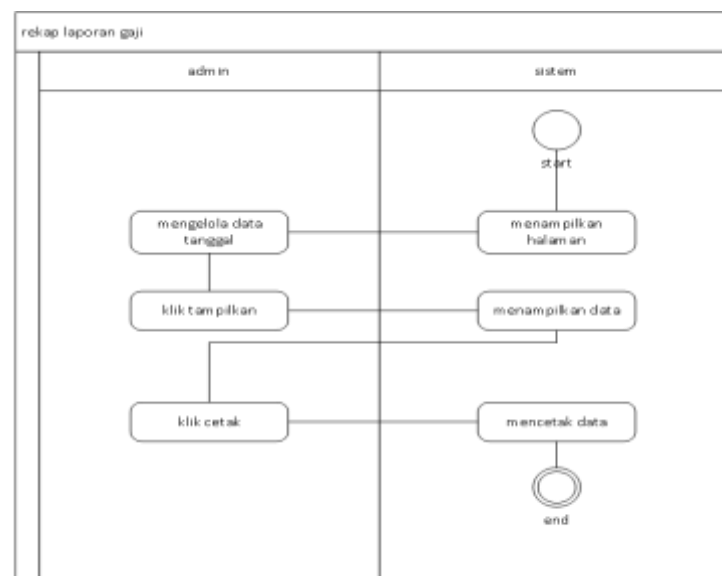 rekap laporan gaji
admin
sistem
start
mengelola data
tanggal
menampilkan
halaman
klik tampilkan
menampilkan data
klik cetak
mencetak data
end